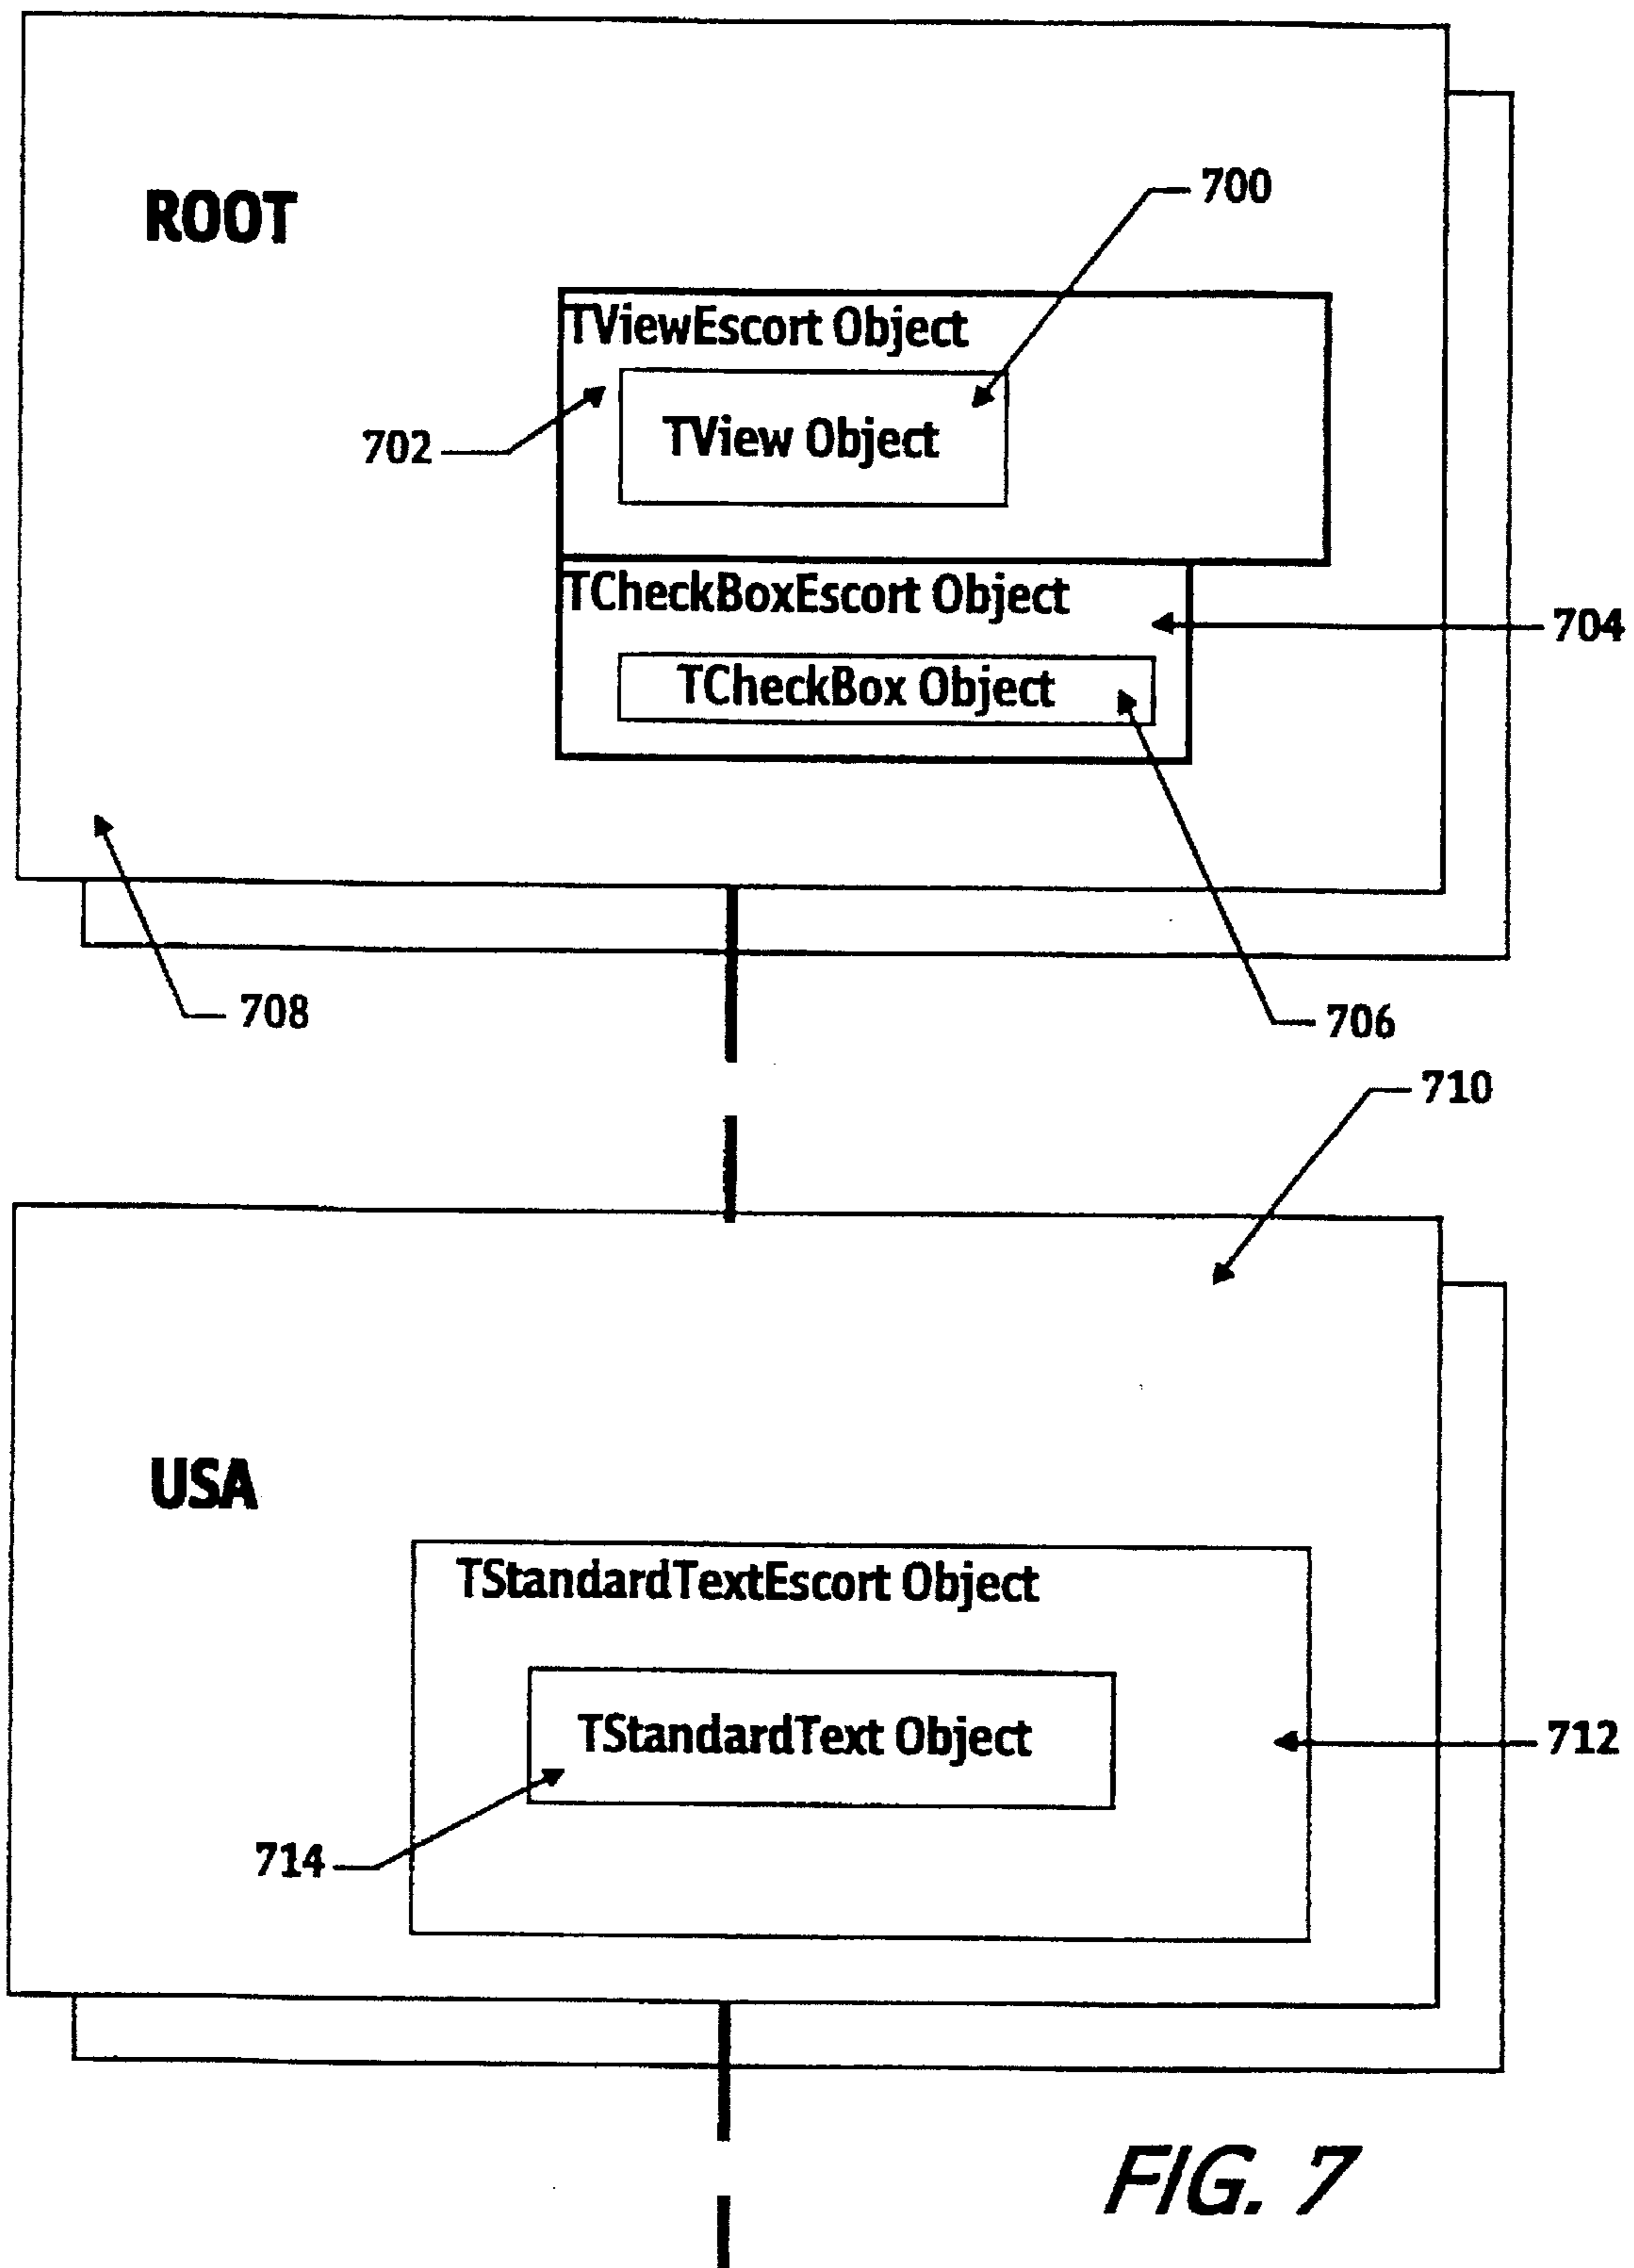 700
ROOT
TViewEscort Object
702
TView Object
TCheckBoxEscort Object
704
TCheckBox Object
708
706
710
USA
TStandardTextEscort Object
TStandardText Object
712
714
FIG. 7